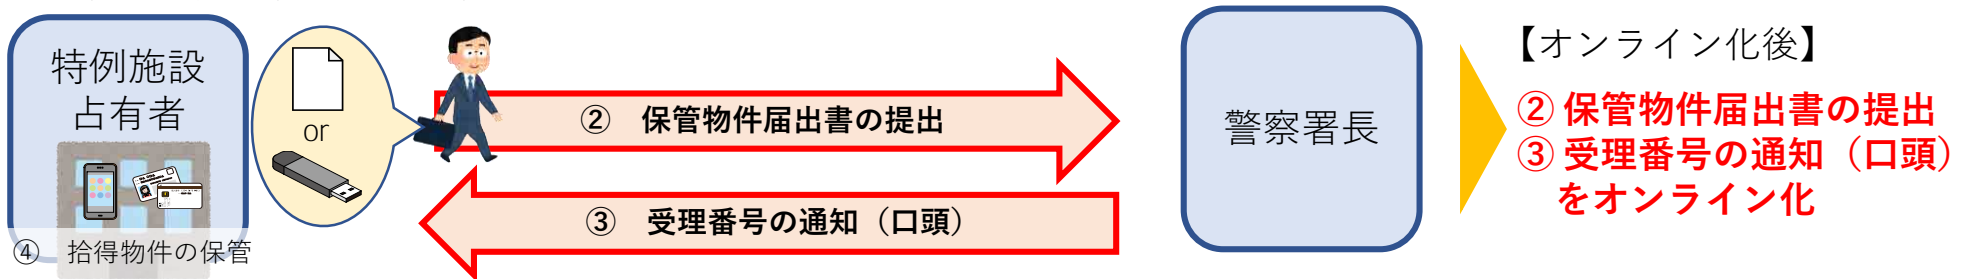 特例施設
占有者
④ 拾得物件の保管
or
② 保管物件届出書の提出
③ 受理番号の通知（口頭）
警察署長
【オンライン化後】
② 保管物件届出書の提出
③ 受理番号の通知（口頭）
をオンライン化